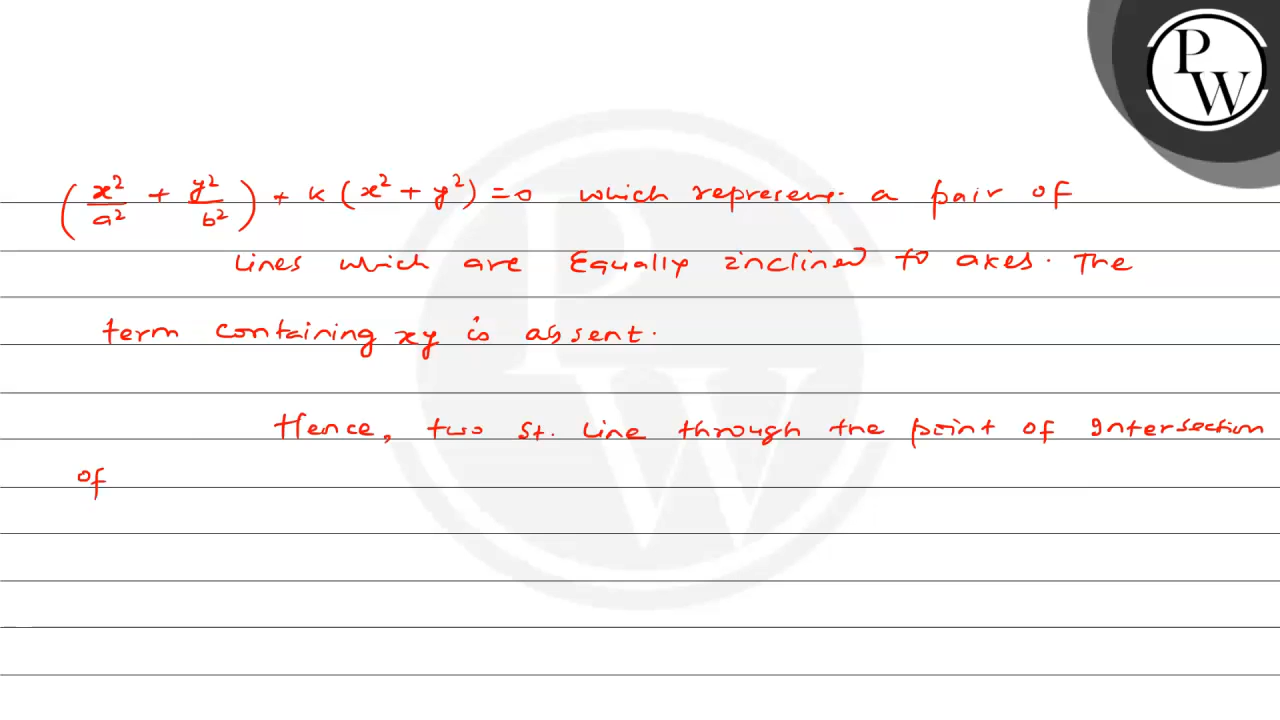 PW
(x²/a² + y²/b²) + k (x² + y²) = 0 which represent a pair of
lines which are Equally inclined to axes. The
term containing xy is absent.
Hence, two st. line through the point of Intersection
of